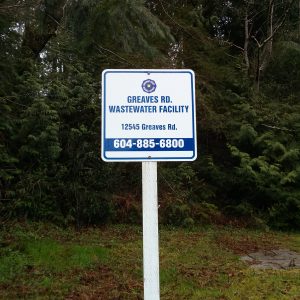 GREAVES RD.
WASTEWATER FACILITY
12545 Greaves Rd.
604-885-6800